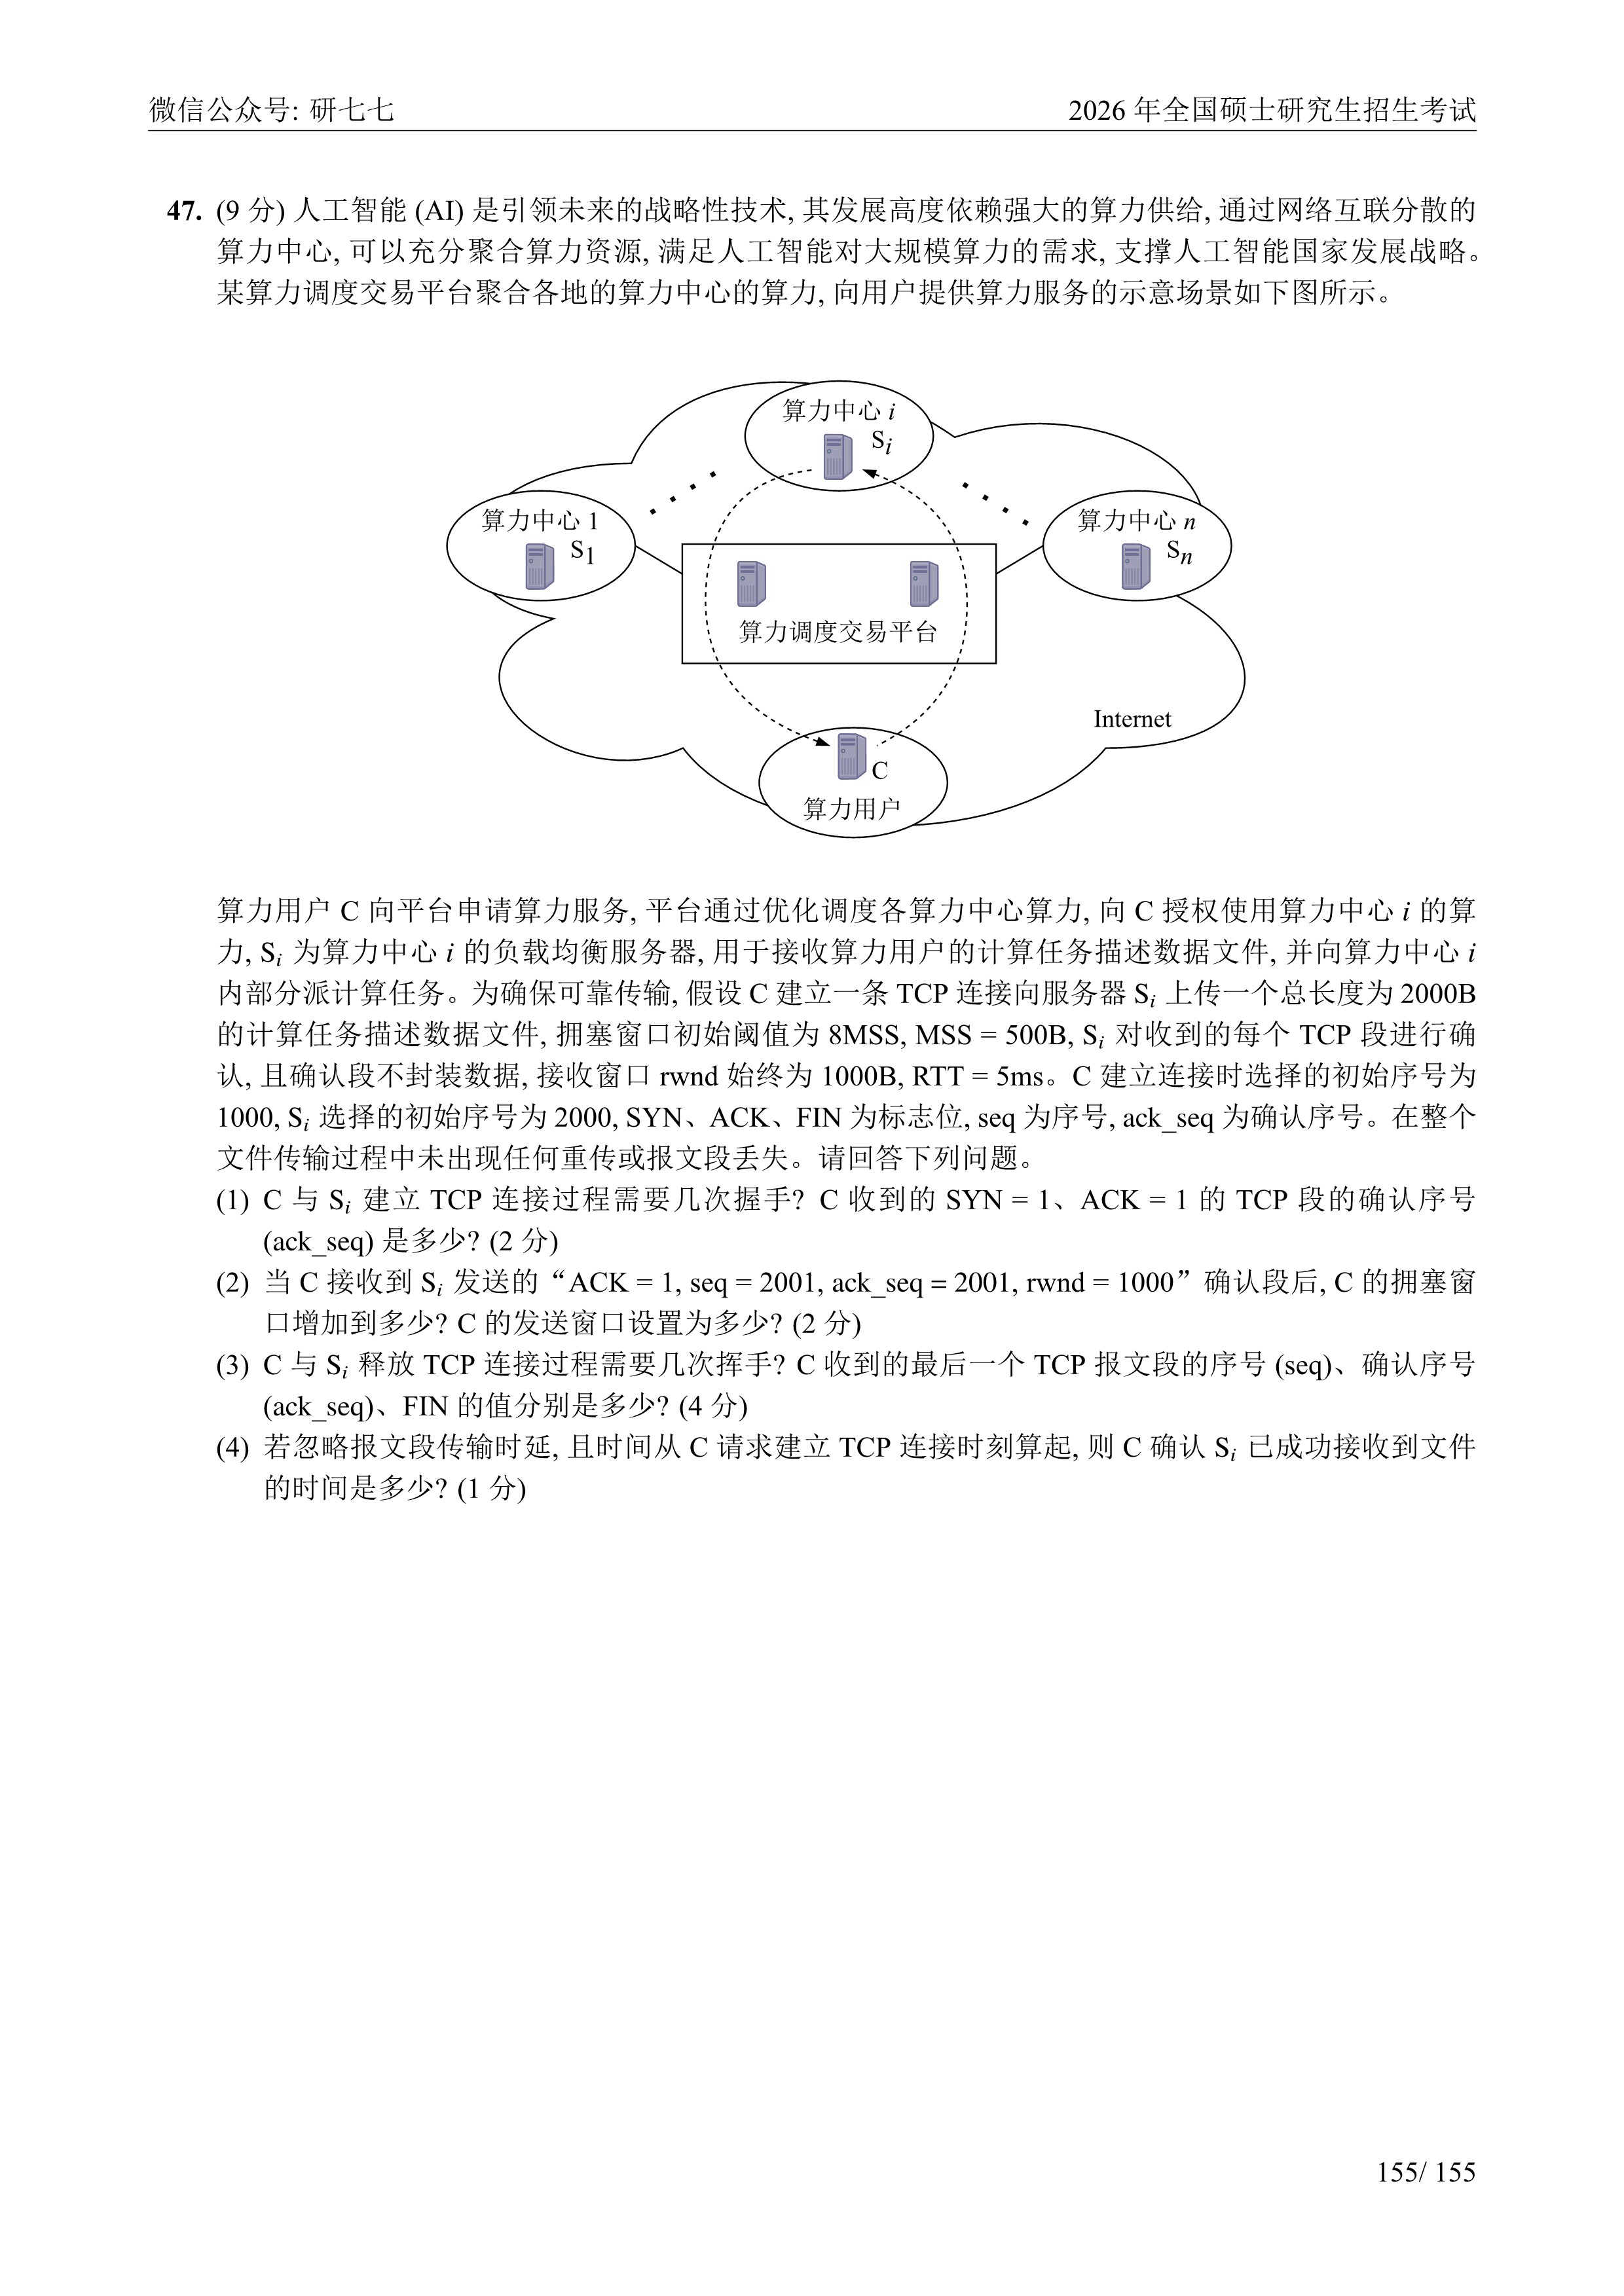 微信公众号: 研七七
2026 年全国硕士研究生招生考试
47. (9 分) 人工智能 (AI) 是引领未来的战略性技术, 其发展高度依赖强大的算力供给, 通过网络互联分散的
算力中心, 可以充分聚合算力资源, 满足人工智能对大规模算力的需求, 支撑人工智能国家发展战略。
某算力调度交易平台聚合各地的算力中心的算力, 向用户提供算力服务的示意场景如下图所示。
算力中心 i
Si
算力中心 1
S1
算力中心 n
Sn
算力调度交易平台
Internet
C
算力用户
算力用户 C 向平台申请算力服务, 平台通过优化调度各算力中心算力, 向 C 授权使用算力中心 i 的算
力, Si 为算力中心 i 的负载均衡服务器, 用于接收算力用户的计算任务描述数据文件, 并向算力中心 i
内部分派计算任务。为确保可靠传输, 假设 C 建立一条 TCP 连接向服务器 Si 上传一个总长度为 2000B
的计算任务描述数据文件, 拥塞窗口初始阈值为 8MSS, MSS = 500B, Si 对收到的每个 TCP 段进行确
认, 且确认段不封装数据, 接收窗口 rwnd 始终为 1000B, RTT = 5ms。C 建立连接时选择的初始序号为
1000, Si 选择的初始序号为 2000, SYN、ACK、FIN 为标志位, seq 为序号, ack_seq 为确认序号。在整个
文件传输过程中未出现任何重传或报文段丢失。请回答下列问题。
(1) C 与 Si 建立 TCP 连接过程需要几次握手? C 收到的 SYN = 1、ACK = 1 的 TCP 段的确认序号
(ack_seq) 是多少? (2 分)
(2) 当 C 接收到 Si 发送的“ACK = 1, seq = 2001, ack_seq = 2001, rwnd = 1000”确认段后, C 的拥塞窗
口增加到多少? C 的发送窗口设置为多少? (2 分)
(3) C 与 Si 释放 TCP 连接过程需要几次挥手? C 收到的最后一个 TCP 报文段的序号 (seq)、确认序号
(ack_seq)、FIN 的值分别是多少? (4 分)
(4) 若忽略报文段传输时延, 且时间从 C 请求建立 TCP 连接时刻算起, 则 C 确认 Si 已成功接收到文件
的时间是多少? (1 分)
155/ 155